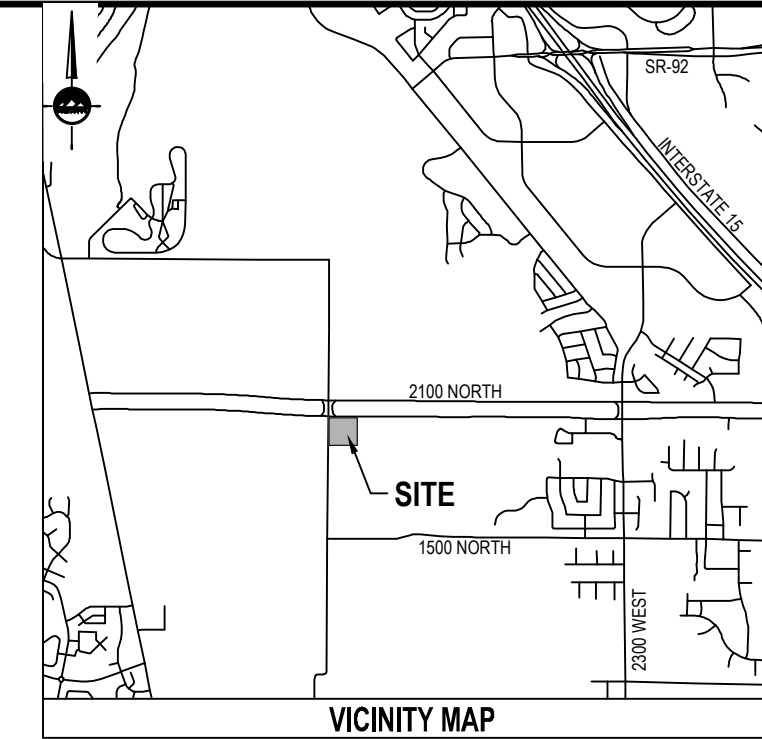 SR-92
INTERSTATE 15
2100 NORTH
SITE
1500 NORTH
2300 WEST
VICINITY MAP